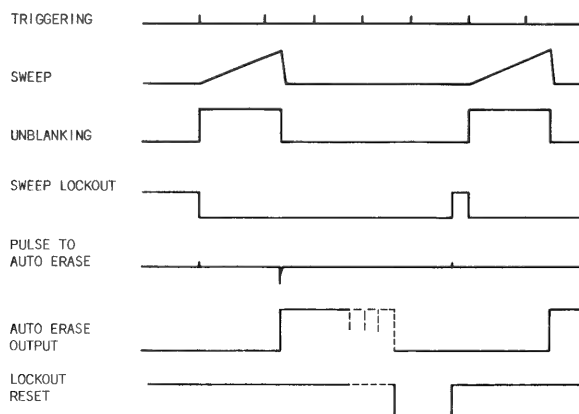 TRIGGERING
SWEEP
UNBLANKING
SWEEP LOCKOUT
PULSE TO
AUTO ERASE
AUTO ERASE
OUTPUT
LOCKOUT
RESET